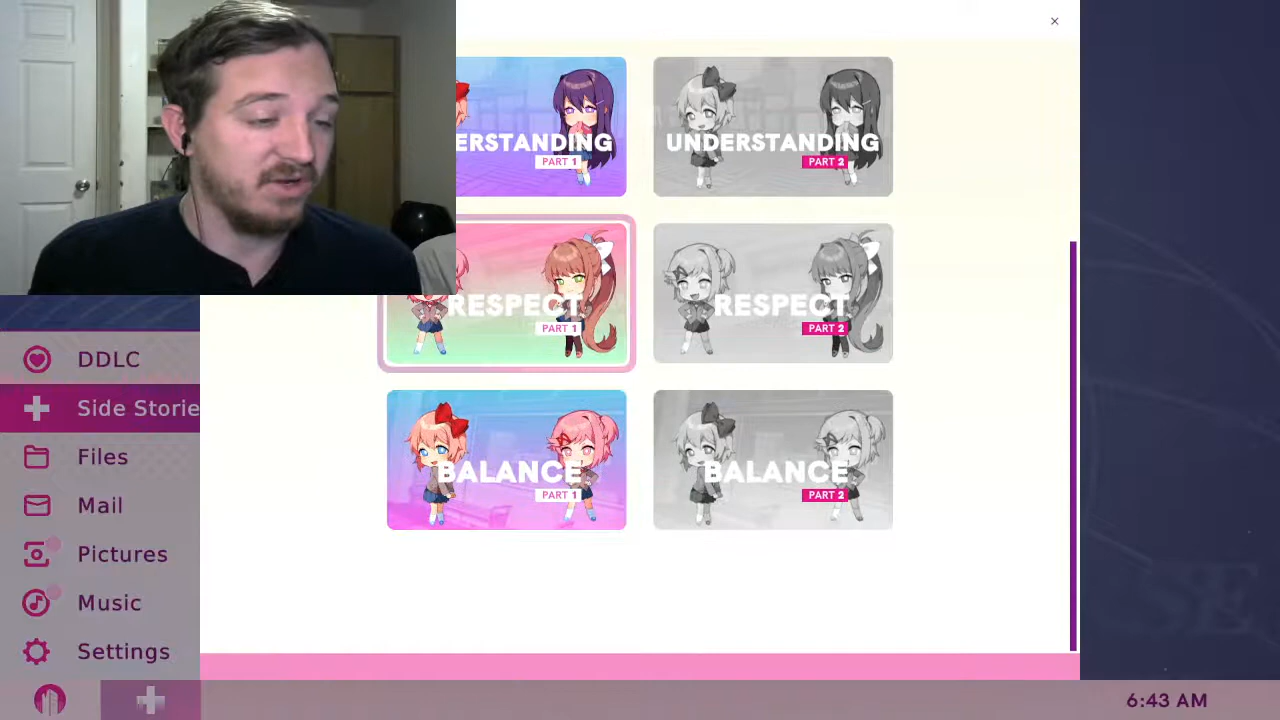 ERSTANDING
PART 1
UNDERSTANDING
PART 2
RESPECT
PART 1
RESPECT
PART 2
BALANCE
PART 1
BALANCE
PART 2
DDLC
Side Storie
Files
Mail
Pictures
Music
Settings
6:43 AM